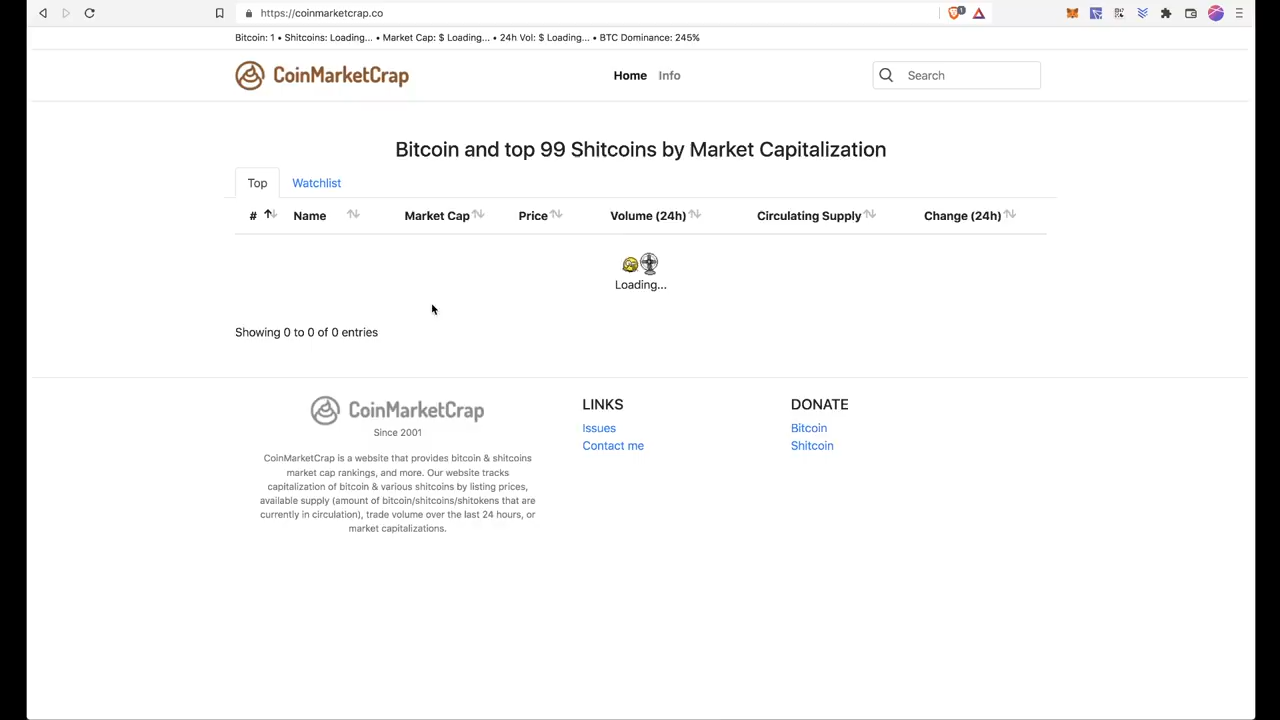 https://coinmarketcrap.co
Bitcoin: 1 • Shitcoins: Loading... • Market Cap: $ Loading... • 24h Vol: $ Loading... • BTC Dominance: 245%
CoinMarketCrap
Home Info
Search
Bitcoin and top 99 Shitcoins by Market Capitalization
Top Watchlist
# Name Market Cap Price Volume (24h) Circulating Supply Change (24h)
Loading...
Showing 0 to 0 of 0 entries
CoinMarketCrap
Since 2001
CoinMarketCrap is a website that provides bitcoin & shitcoins
market cap rankings, and more. Our website tracks
capitalization of bitcoin & various shitcoins by listing prices,
available supply (amount of bitcoin/shitcoins/shitokens that are
currently in circulation), trade volume over the last 24 hours, or
market capitalizations.
LINKS
Issues
Contact me
DONATE
Bitcoin
Shitcoin